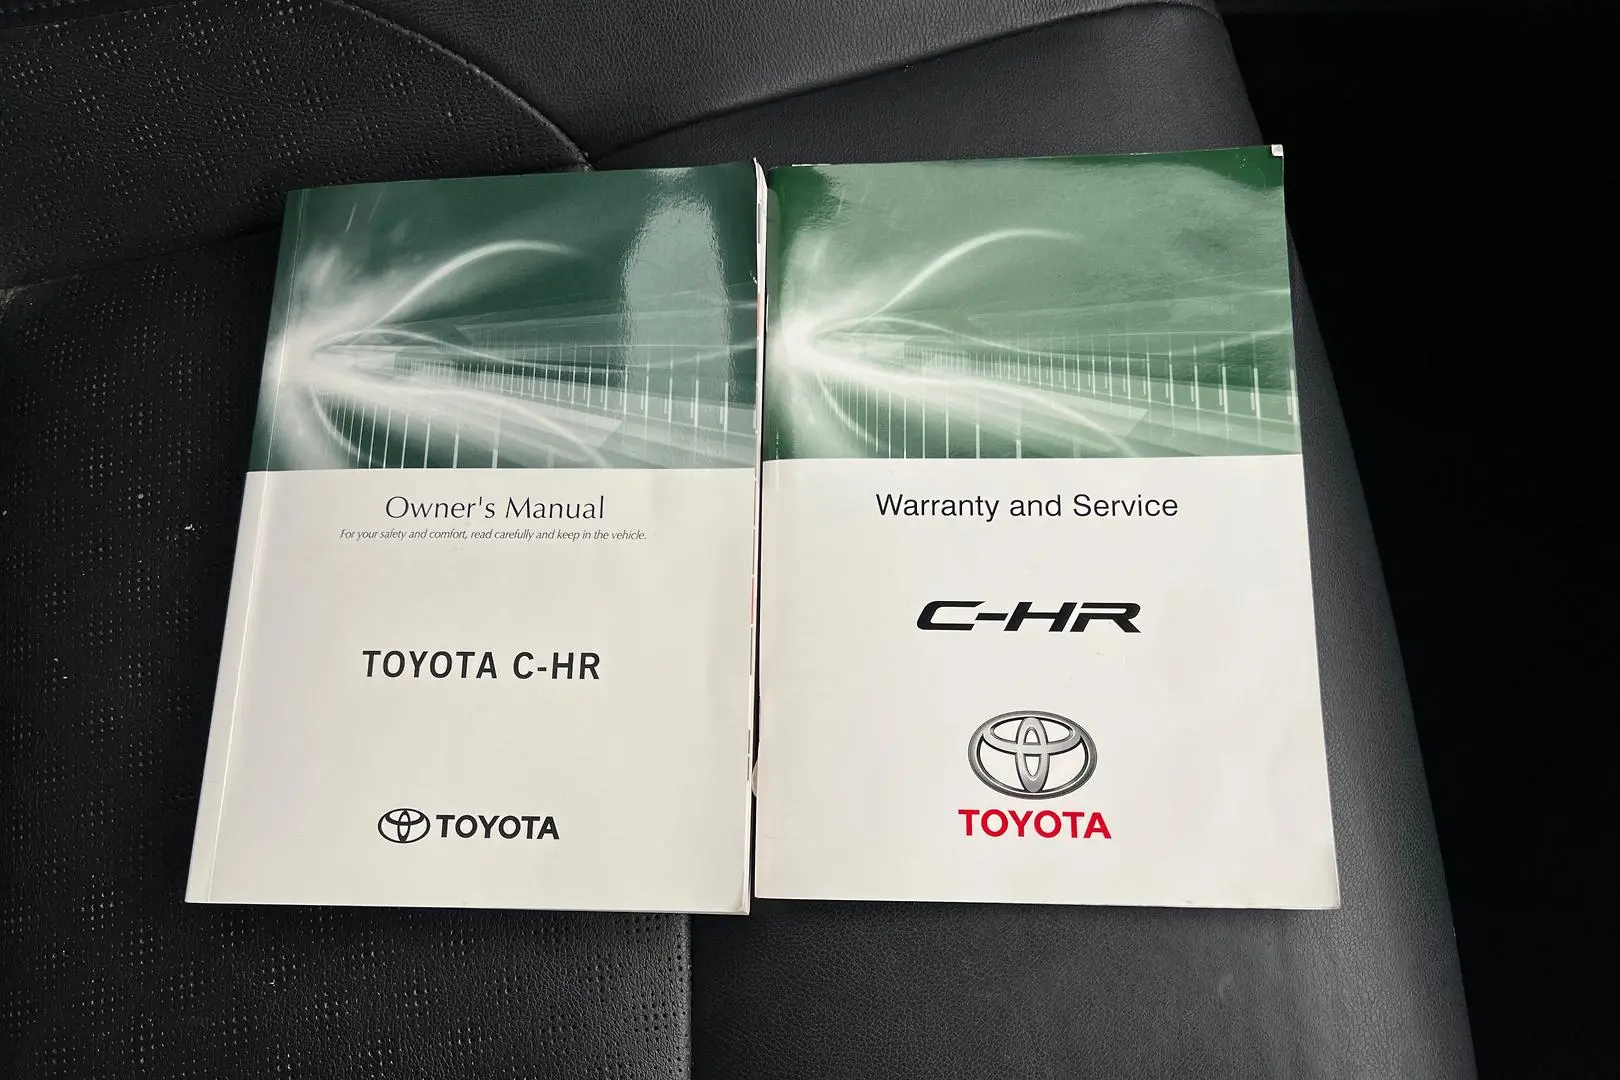 Owner's Manual
For your safety and comfort, read carefully and keep in the vehicle.
TOYOTA C-HR
TOYOTA
Warranty and Service
C-HR
TOYOTA